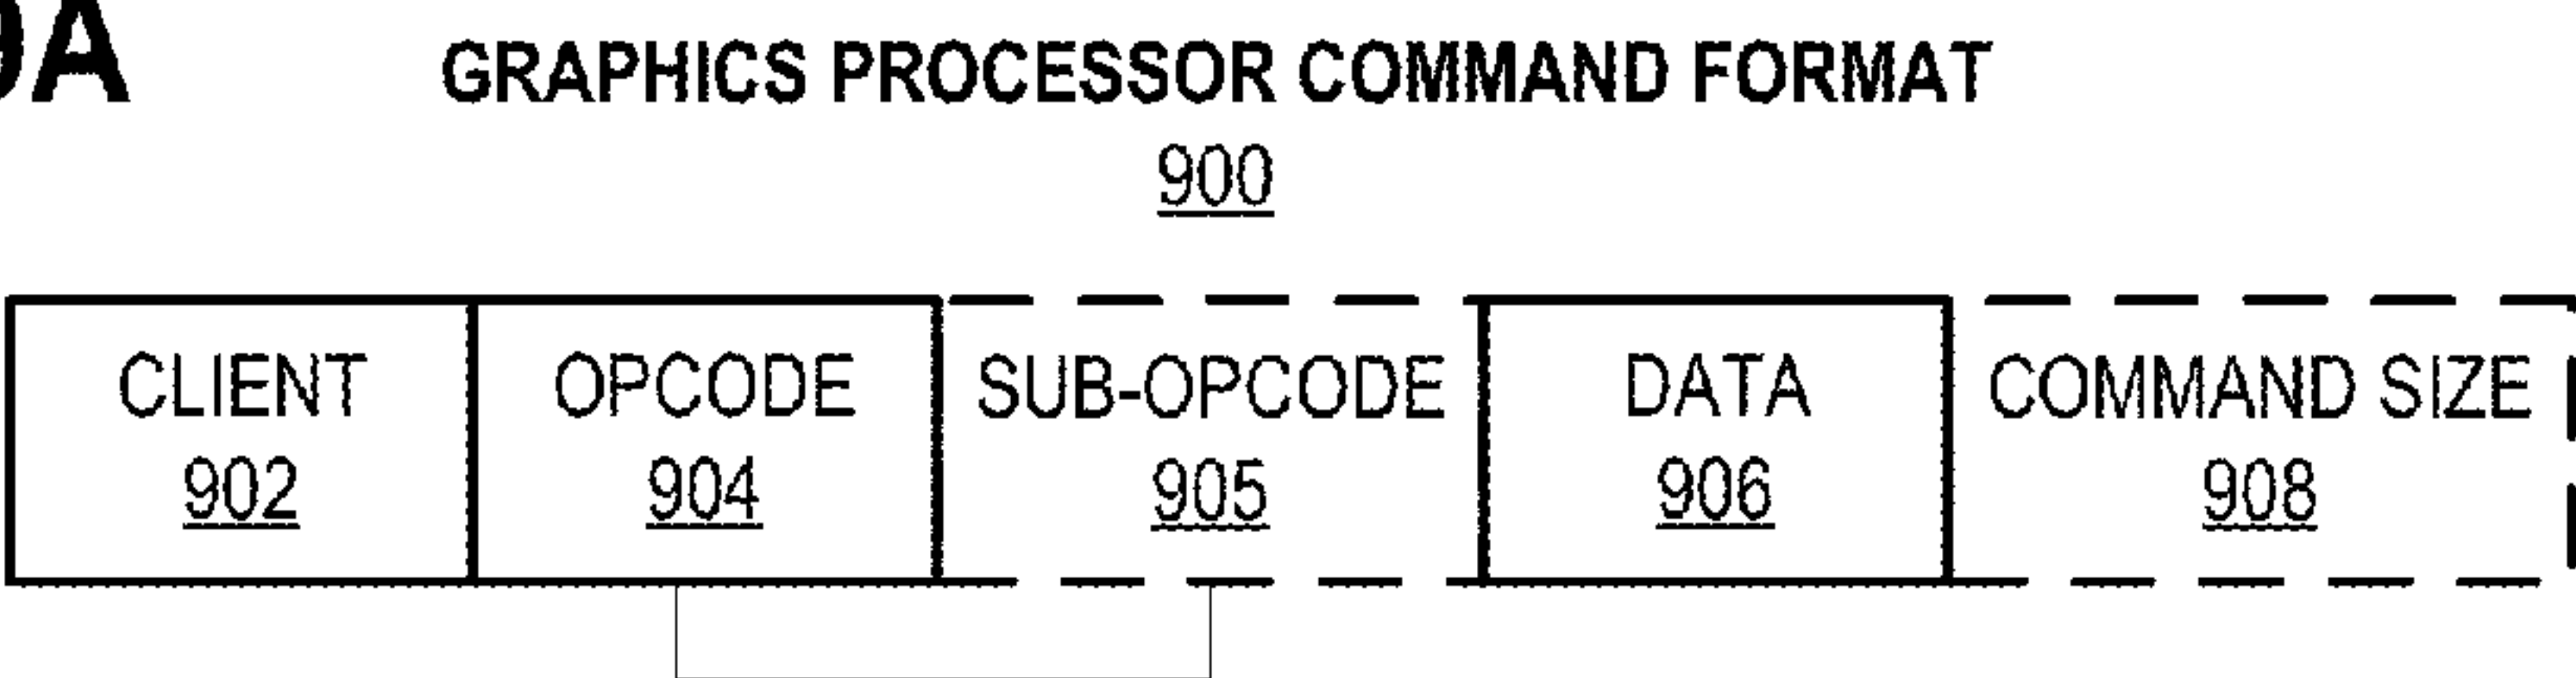 9A
GRAPHICS PROCESSOR COMMAND FORMAT
900
CLIENT OPCODE SUB-OPCODE DATA COMMAND SIZE
902 904 905 906 908